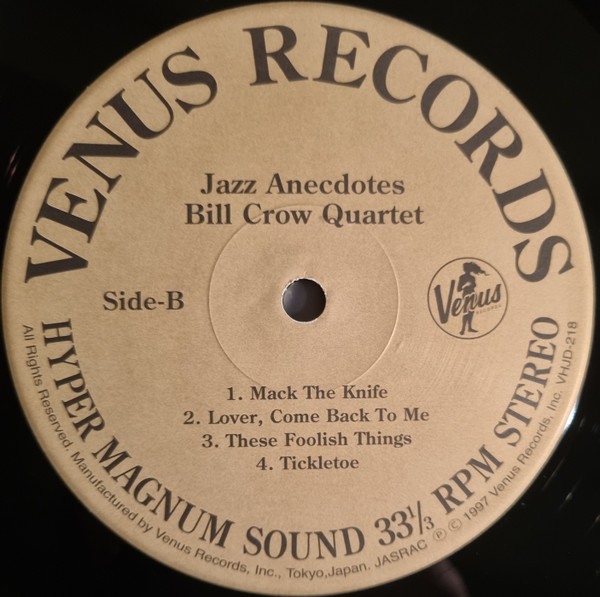 VENUS RECORDS
Jazz Anecdotes
Bill Crow Quartet
Side-B
Venus
RECORDS
1. Mack The Knife
2. Lover, Come Back To Me
3. These Foolish Things
4. Tickletoe
HYPER MAGNUM SOUND 33⅓ RPM STEREO
All Rights Reserved. Manufactured by Venus Records, Inc., Tokyo,Japan. JASRAC Ⓟ © 1997 Venus Records, Inc. VHJD-218